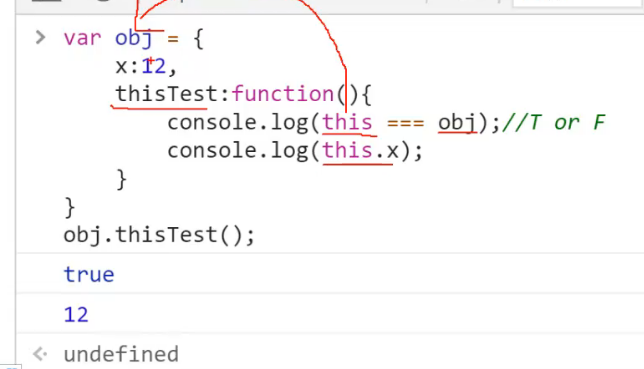 > var obj = {
x:12,
thisTest:function(){
console.log(this === obj);//T or F
console.log(this.x);
}
}
obj.thisTest();
true
12
undefined